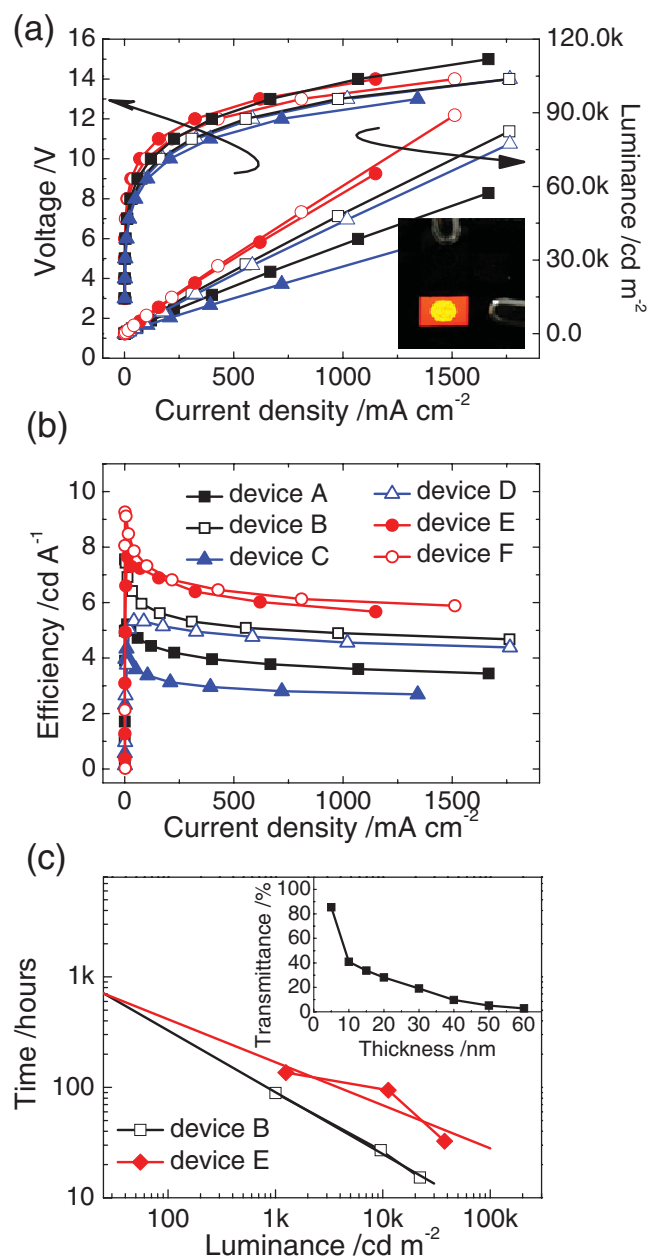 (a)
16
14
12
10
8
6
4
2
0
Voltage /V
120.0k
90.0k
60.0k
30.0k
0.0
Luminance /cd m⁻²
0 500 1000 1500
Current density /mA cm⁻²
(b)
10
8
6
4
2
0
Efficiency /cd A⁻¹
device A
device B
device C
device D
device E
device F
0 500 1000 1500
Current density /mA cm⁻²
(c)
1k
100
10
Time /hours
100
80
60
40
20
0
Transmittance /%
0 10 20 30 40 50 60
Thickness /nm
device B
device E
100 1k 10k 100k
Luminance/cd m⁻²